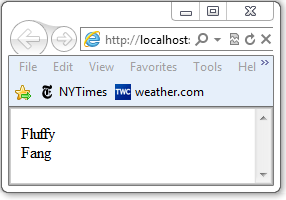 http://localhost:
File Edit View Favorites Tools Hel »
NYTimes TWC weather.com
Fluffy
Fang